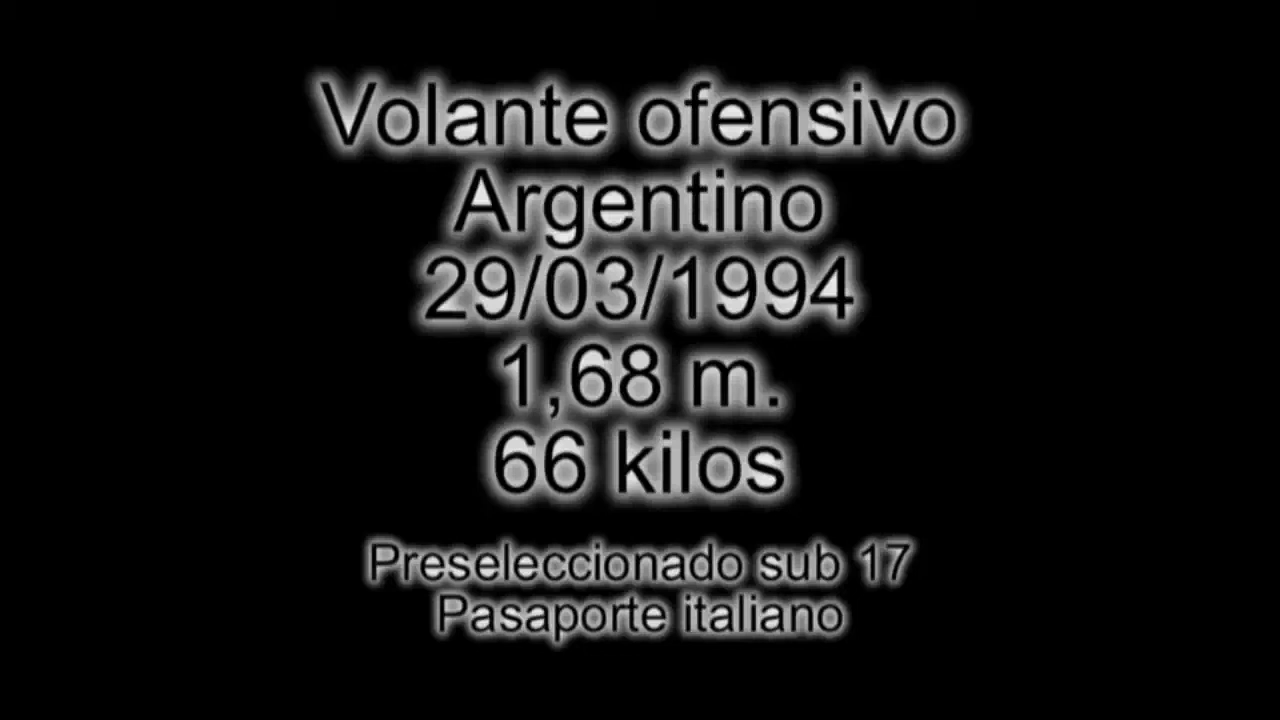 Volante ofensivo
Argentino
29/03/1994
1,68 m.
66 kilos
Preseleccionado sub 17
Pasaporte italiano